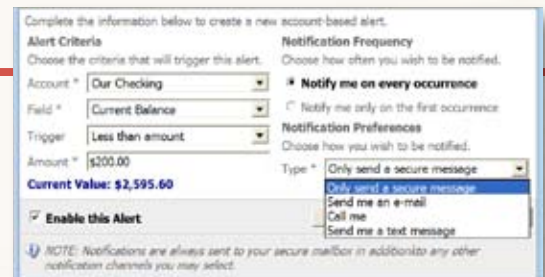 Complete the information below to create a new account-based alert.
Alert Criteria
Choose the criteria that will trigger this alert.
Account * Our Checking
Field * Current Balance
Trigger Less than amount
Amount * $200.00
Current Value: $2,595.60
Enable this Alert
Notification Frequency
Choose how often you wish to be notified.
Notify me on every occurrence
Notify me only on the first occurrence
Notification Preferences
Choose how you wish to be notified.
Type * Only send a secure message
Only send a secure message
Send me an e-mail
Call me
Send me a text message
NOTE: Notifications are always sent to your secure mailbox in additionto any other
notification channels you may select.